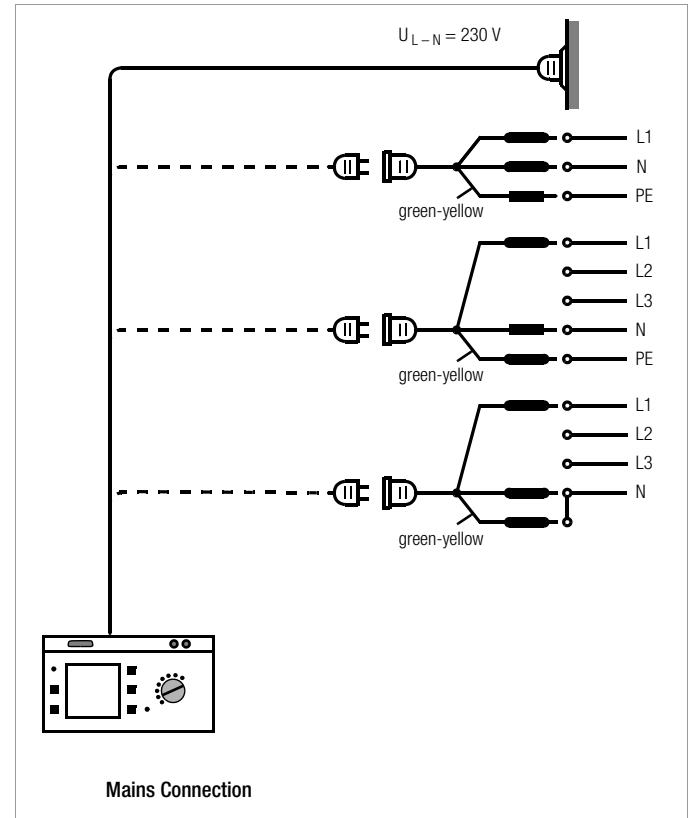 U L – N = 230 V
L1
N
PE
green-yellow
L1
L2
L3
N
PE
green-yellow
L1
L2
L3
N
green-yellow
Mains Connection